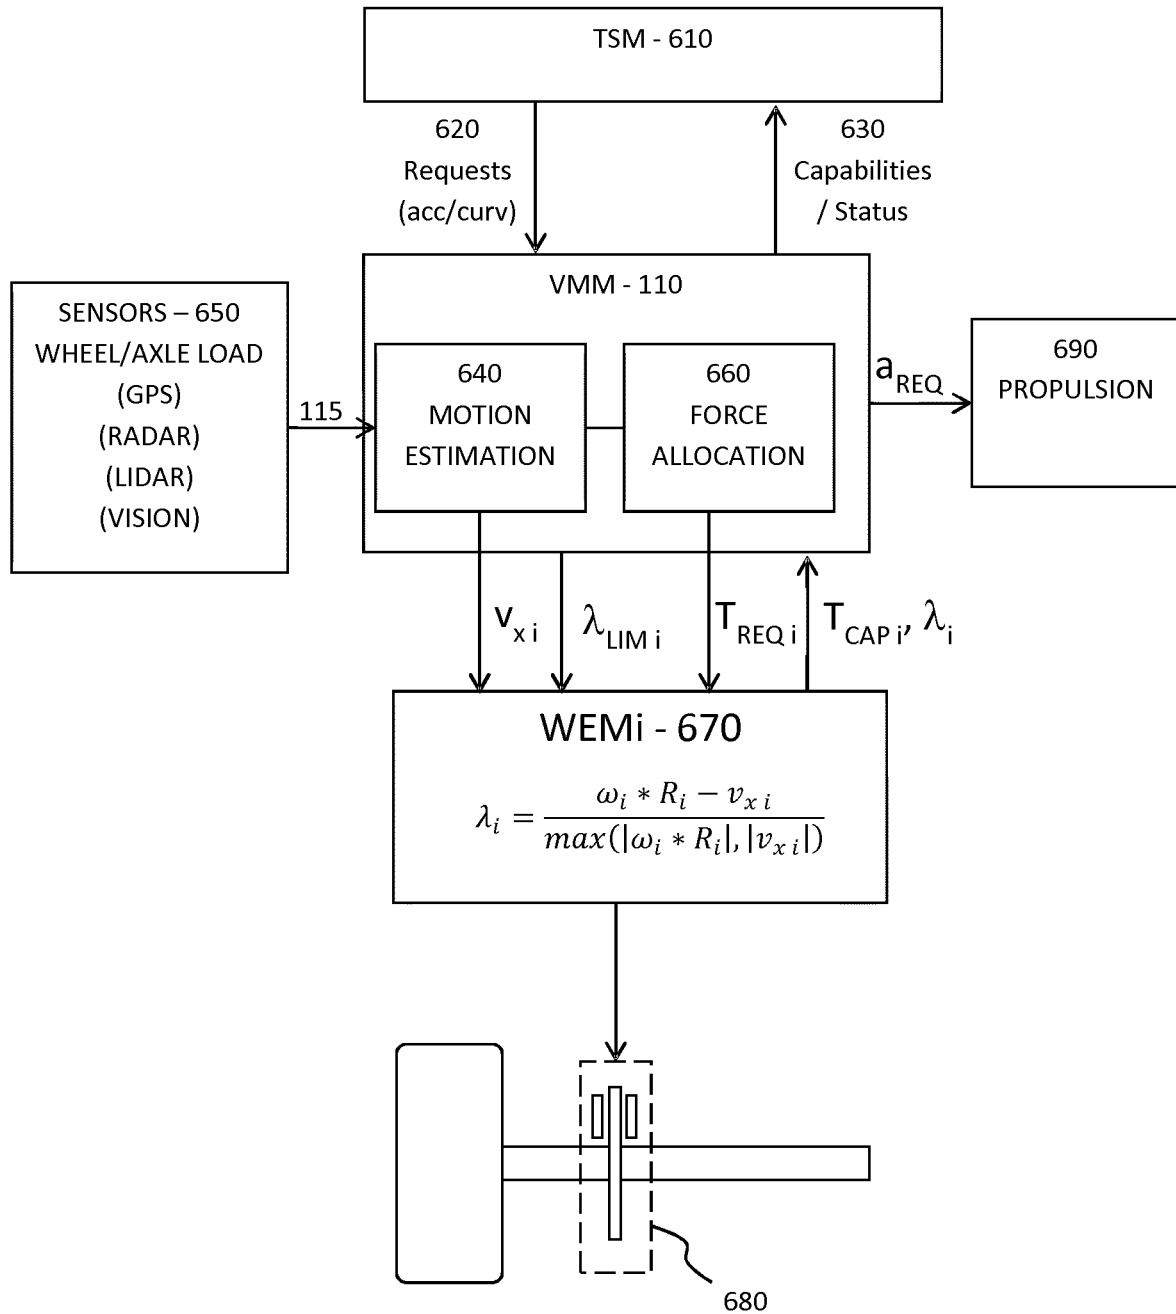 TSM - 610
620
Requests
(acc/curv)
630
Capabilities
/ Status
VMM - 110
SENSORS – 650
WHEEL/AXLE LOAD
(GPS)
(RADAR)
(LIDAR)
(VISION)
115
640
MOTION
ESTIMATION
660
FORCE
ALLOCATION
a_REQ
690
PROPULSION
v_x i
λ_LIM i
T_REQ i
T_CAP i, λ_i
WEMi - 670
λ_i = (ω_i * R_i − v_x i) / max(|ω_i * R_i|, |v_x i|)
680